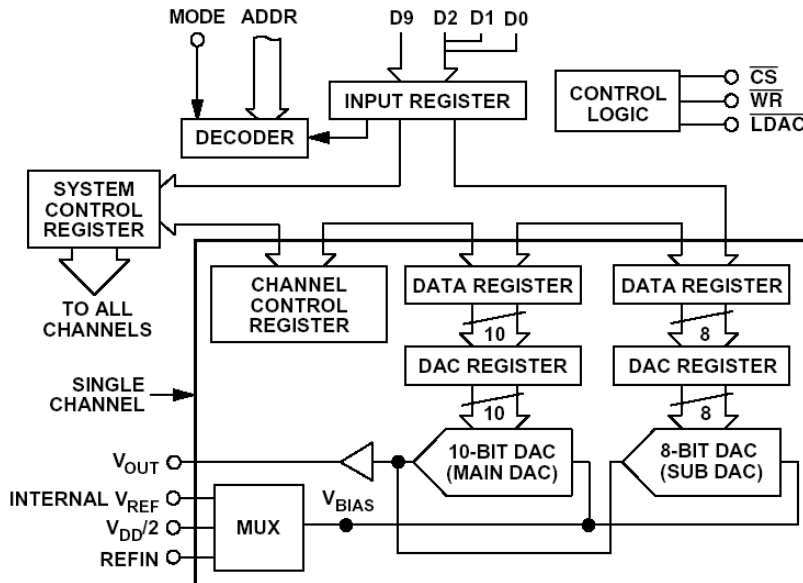 MODE ADDR D9 D2 D1 D0
INPUT REGISTER
DECODER
CONTROL
LOGIC
CS
WR
LDAC
SYSTEM
CONTROL
REGISTER
TO ALL
CHANNELS
CHANNEL
CONTROL
REGISTER
DATA REGISTER
DATA REGISTER
10
8
DAC REGISTER
DAC REGISTER
10
8
SINGLE
CHANNEL
10-BIT DAC
(MAIN DAC)
8-BIT DAC
(SUB DAC)
VOUT
INTERNAL VREF
VDD/2
REFIN
MUX
VBIAS